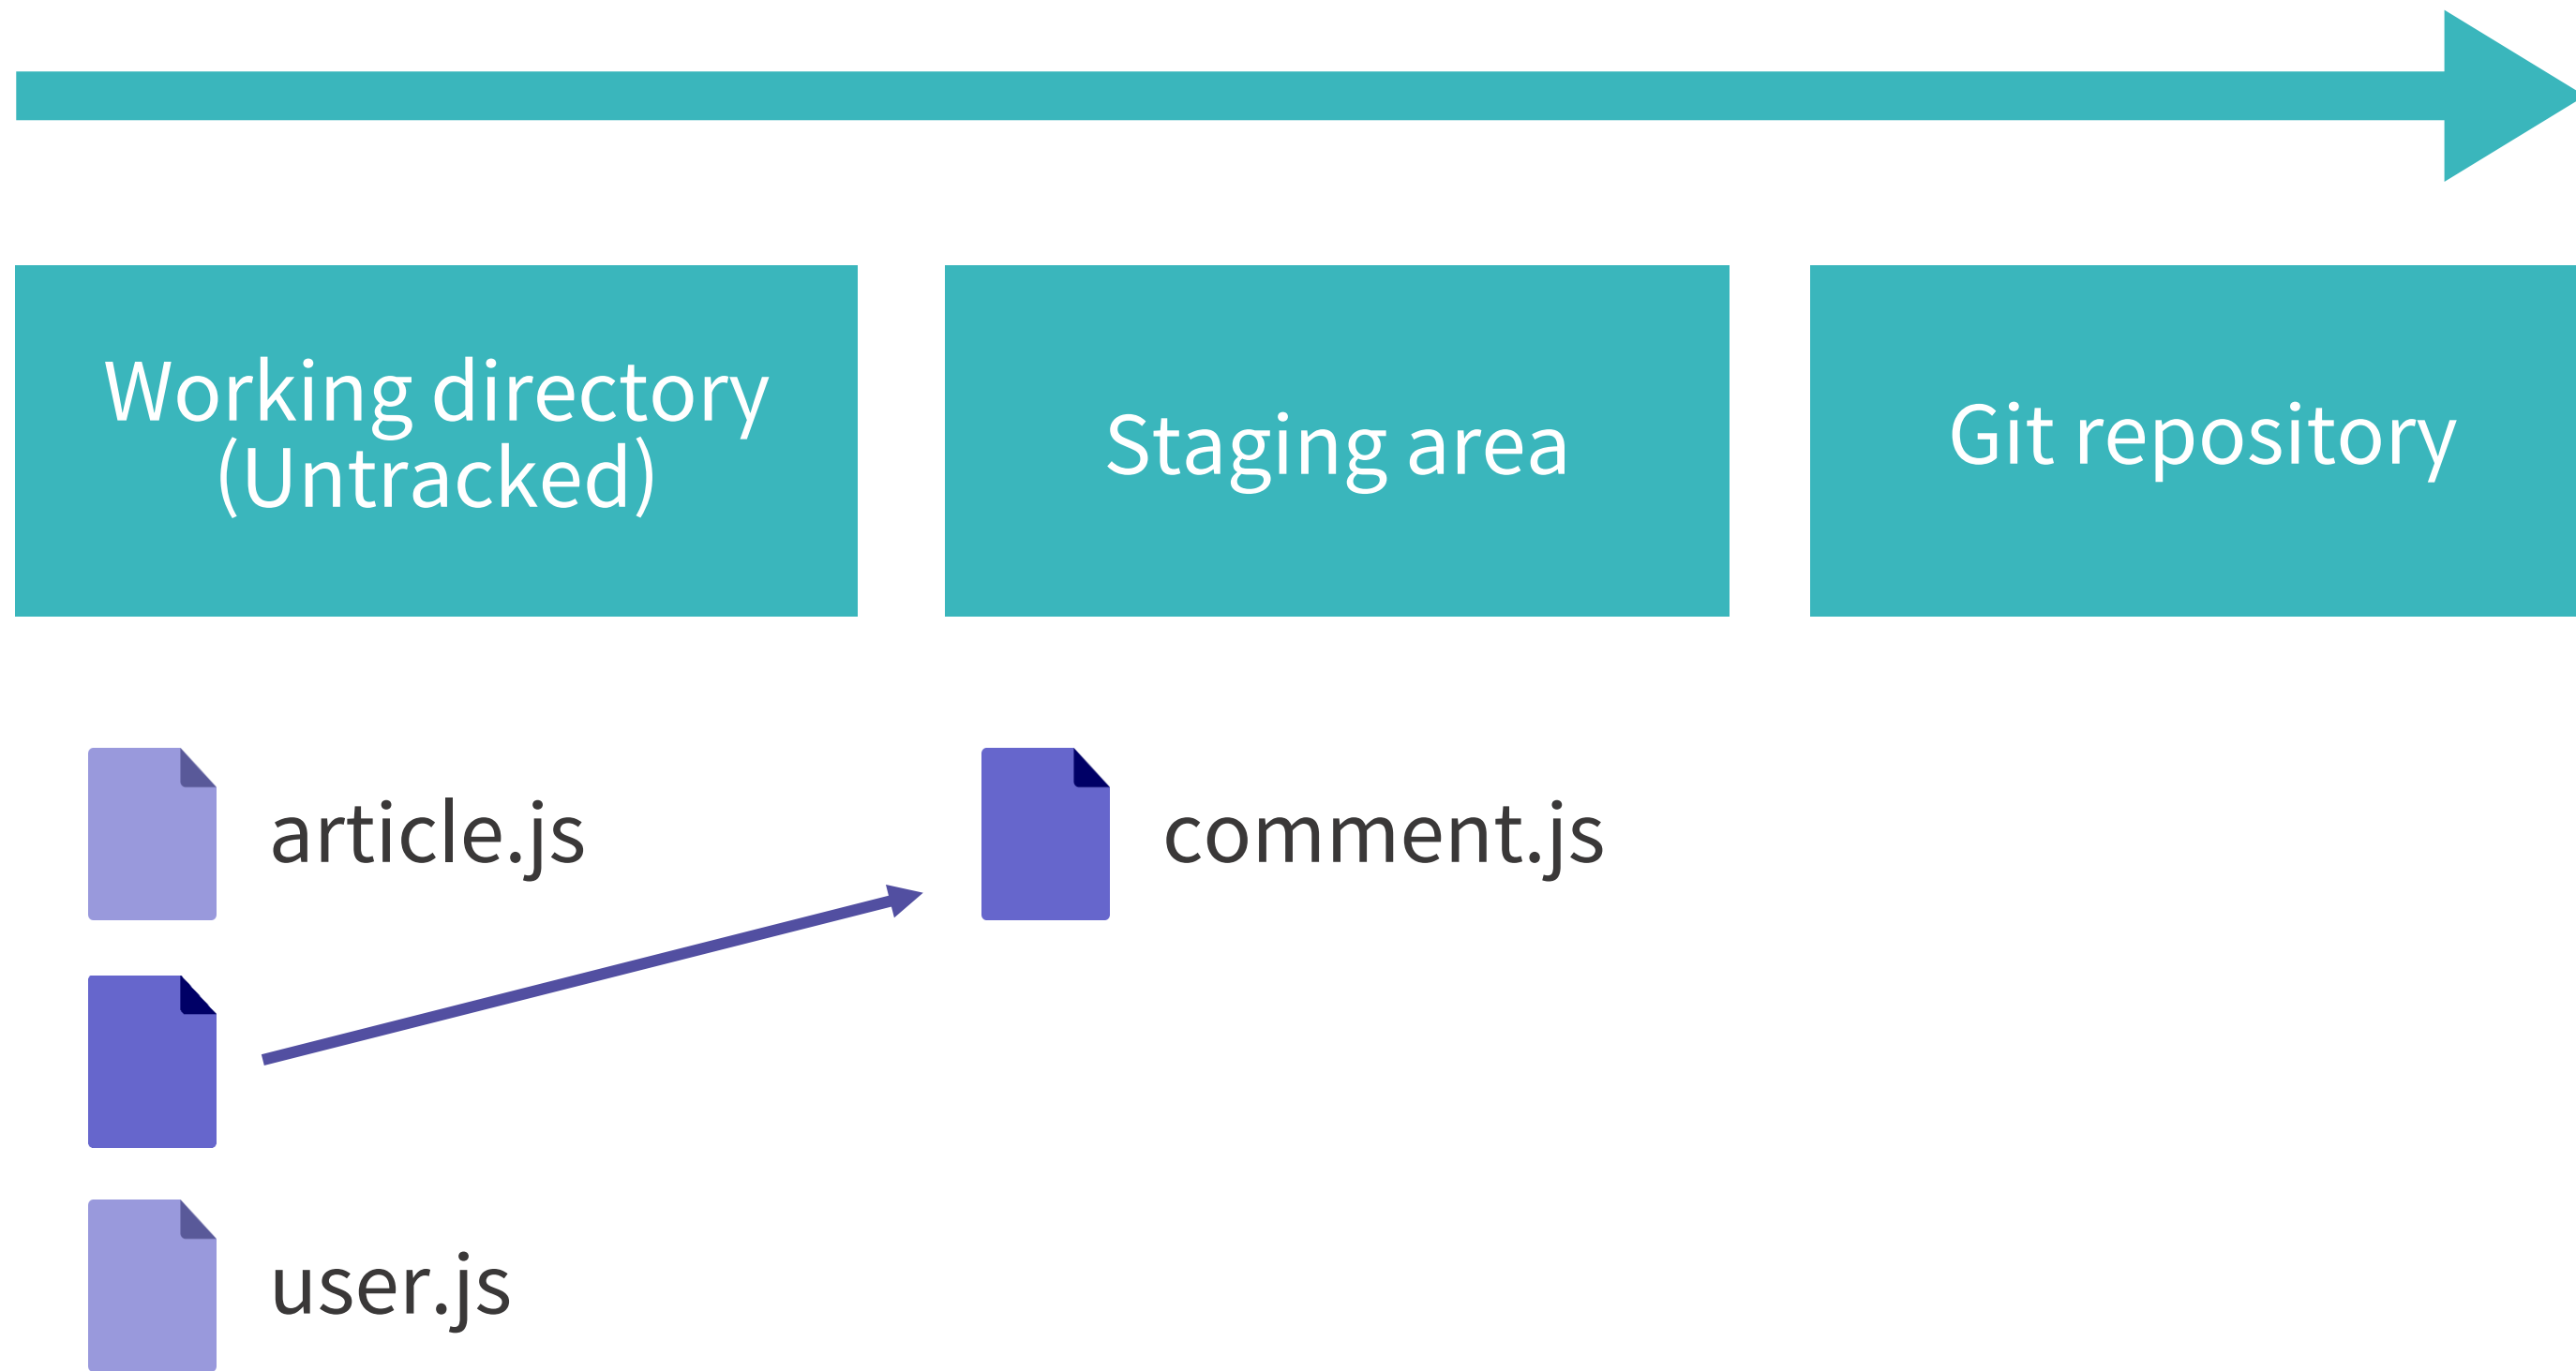 Working directory
(Untracked)
Staging area
Git repository
article.js
comment.js
user.js